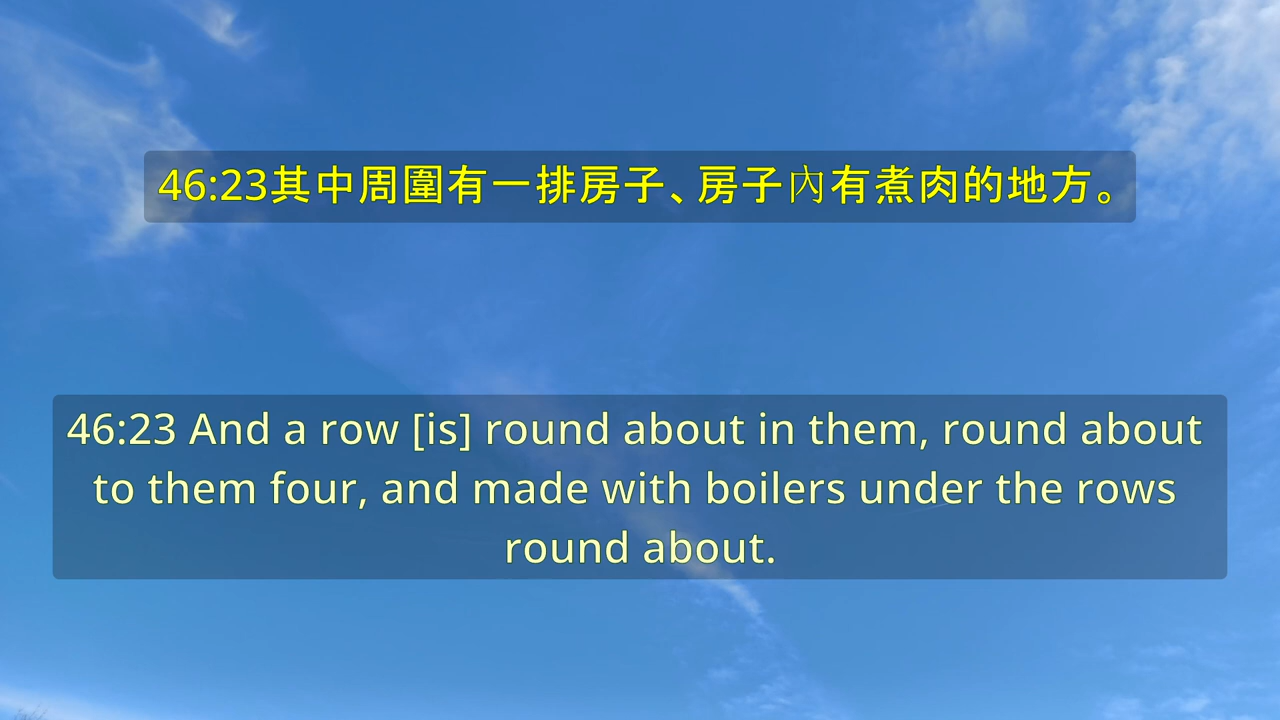 46:23其中周圍有一排房子、房子內有煮肉的地方。
46:23 And a row [is] round about in them, round about
to them four, and made with boilers under the rows
round about.